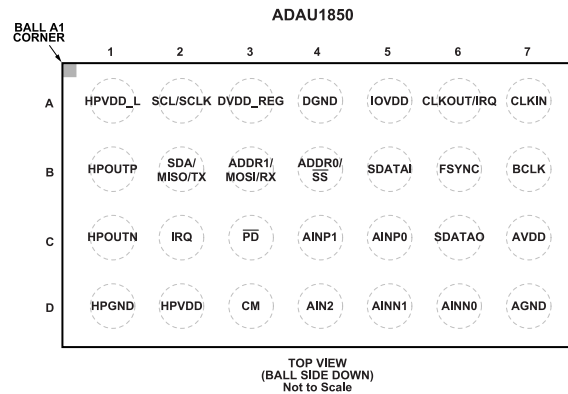 ADAU1850
BALL A1
CORNER
1 2 3 4 5 6 7
A HPVDD_L SCL/SCLK DVDD_REG DGND IOVDD CLKOUT/IRQ CLKIN
B HPOUTP SDA/ ADDR1/ ADDR0/ SDATAI FSYNC BCLK
MISO/TX MOSI/RX SS
C HPOUTN IRQ PD AINP1 AINP0 SDATAO AVDD
D HPGND HPVDD CM AIN2 AINN1 AINN0 AGND
TOP VIEW
(BALL SIDE DOWN)
Not to Scale